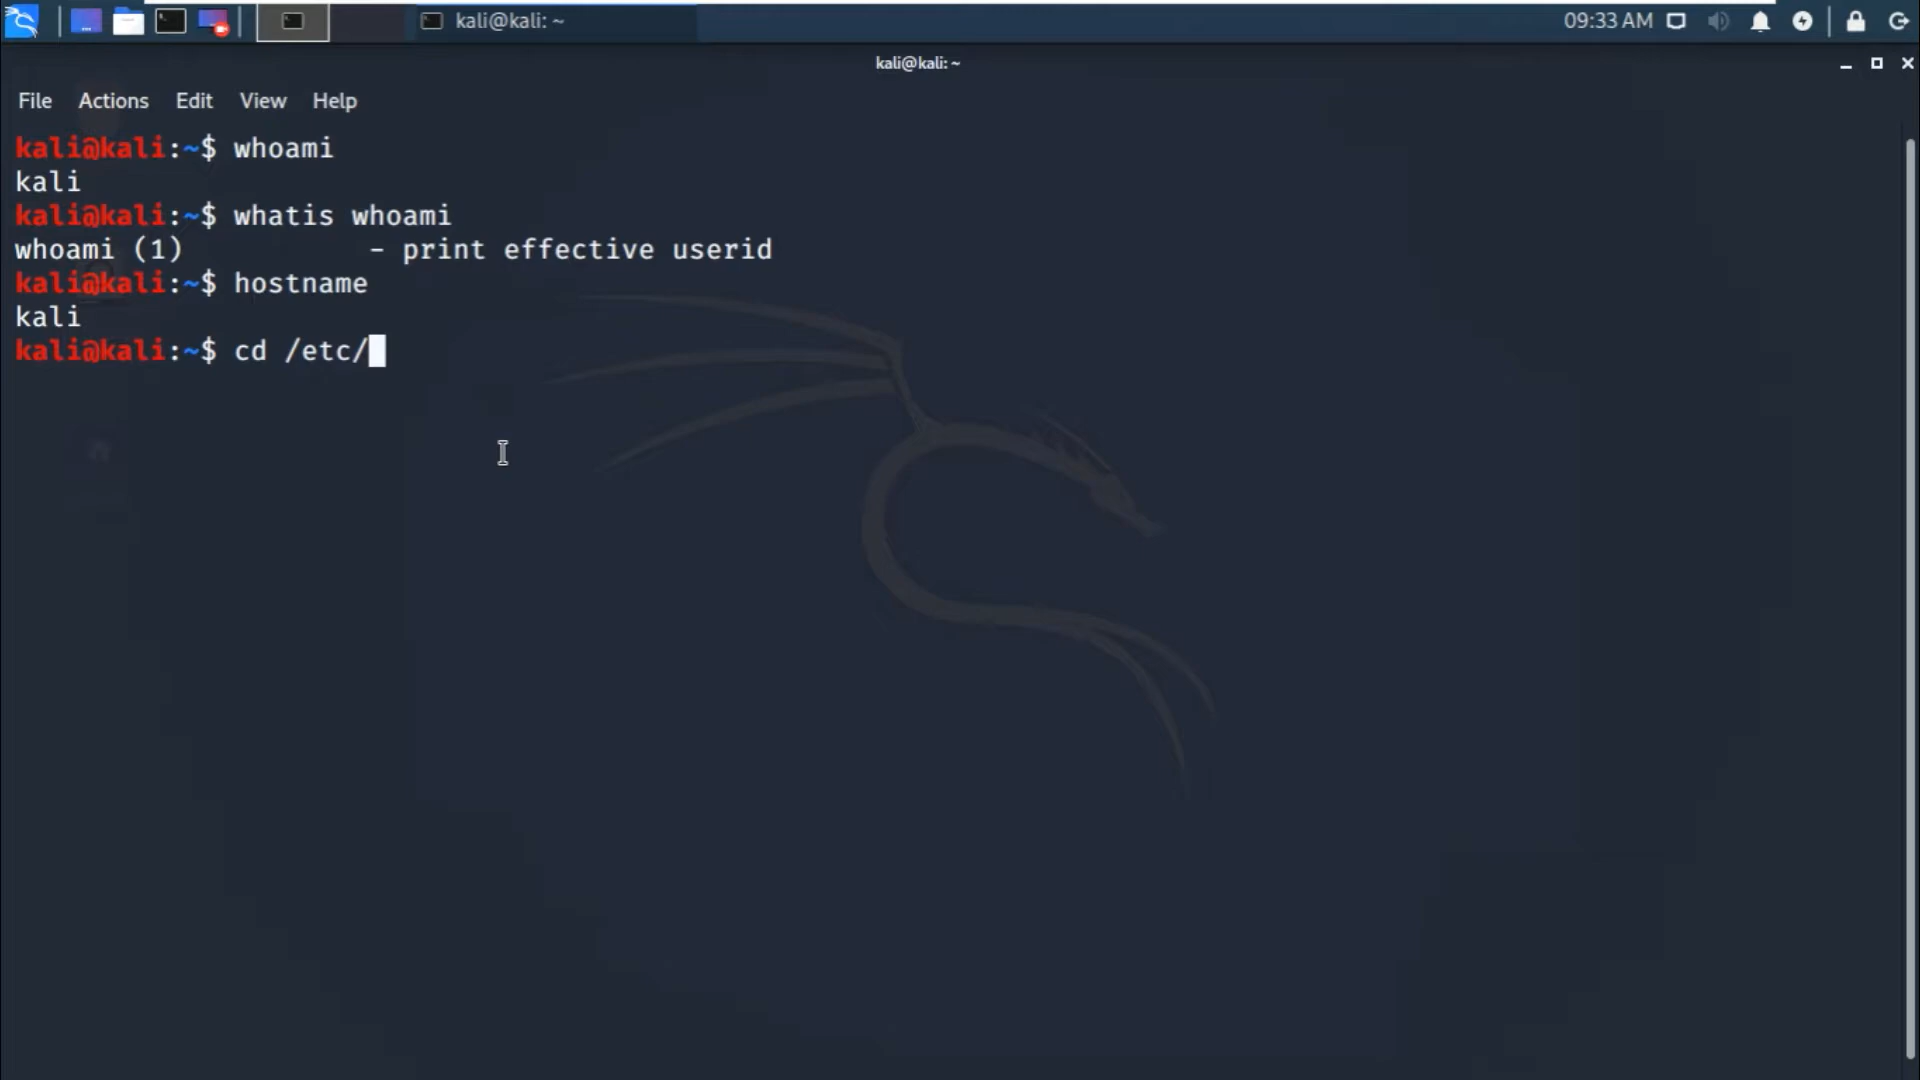 kali@kali: ~
09:33 AM
kali@kali: ~
File Actions Edit View Help
kali@kali:~$ whoami
kali
kali@kali:~$ whatis whoami
whoami (1)           - print effective userid
kali@kali:~$ hostname
kali
kali@kali:~$ cd /etc/